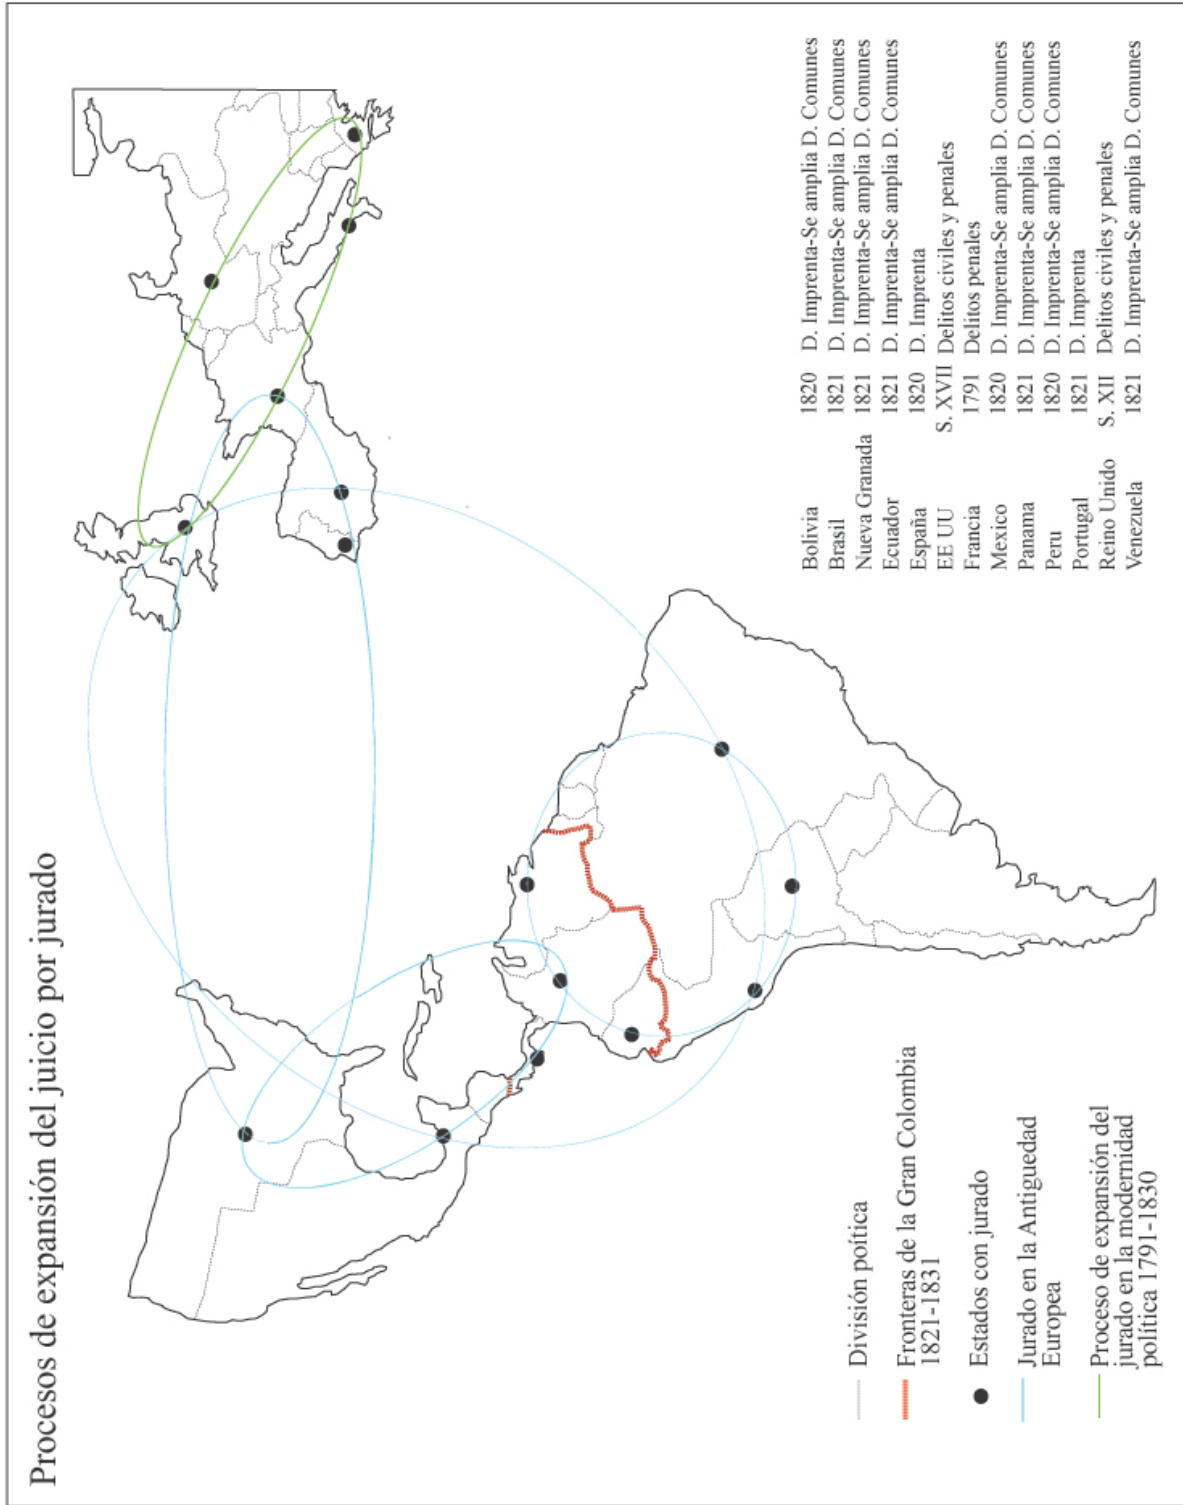 Procesos de expansión del juicio por jurado
División poítica
Fronteras de la Gran Colombia
1821-1831
Estados con jurado
Jurado en la Antiguedad
Europea
Proceso de expansión del
jurado en la modernidad
política 1791-1830
Bolivia 1820 D. Imprenta-Se amplia D. Comunes
Brasil 1821 D. Imprenta-Se amplia D. Comunes
Nueva Granada 1821 D. Imprenta-Se amplia D. Comunes
Ecuador 1821 D. Imprenta-Se amplia D. Comunes
España 1820 D. Imprenta
EE UU S. XVII Delitos civiles y penales
Francia 1791 Delitos penales
Mexico 1820 D. Imprenta-Se amplia D. Comunes
Panama 1821 D. Imprenta-Se amplia D. Comunes
Peru 1820 D. Imprenta-Se amplia D. Comunes
Portugal 1821 D. Imprenta
Reino Unido S. XII Delitos civiles y penales
Venezuela 1821 D. Imprenta-Se amplia D. Comunes